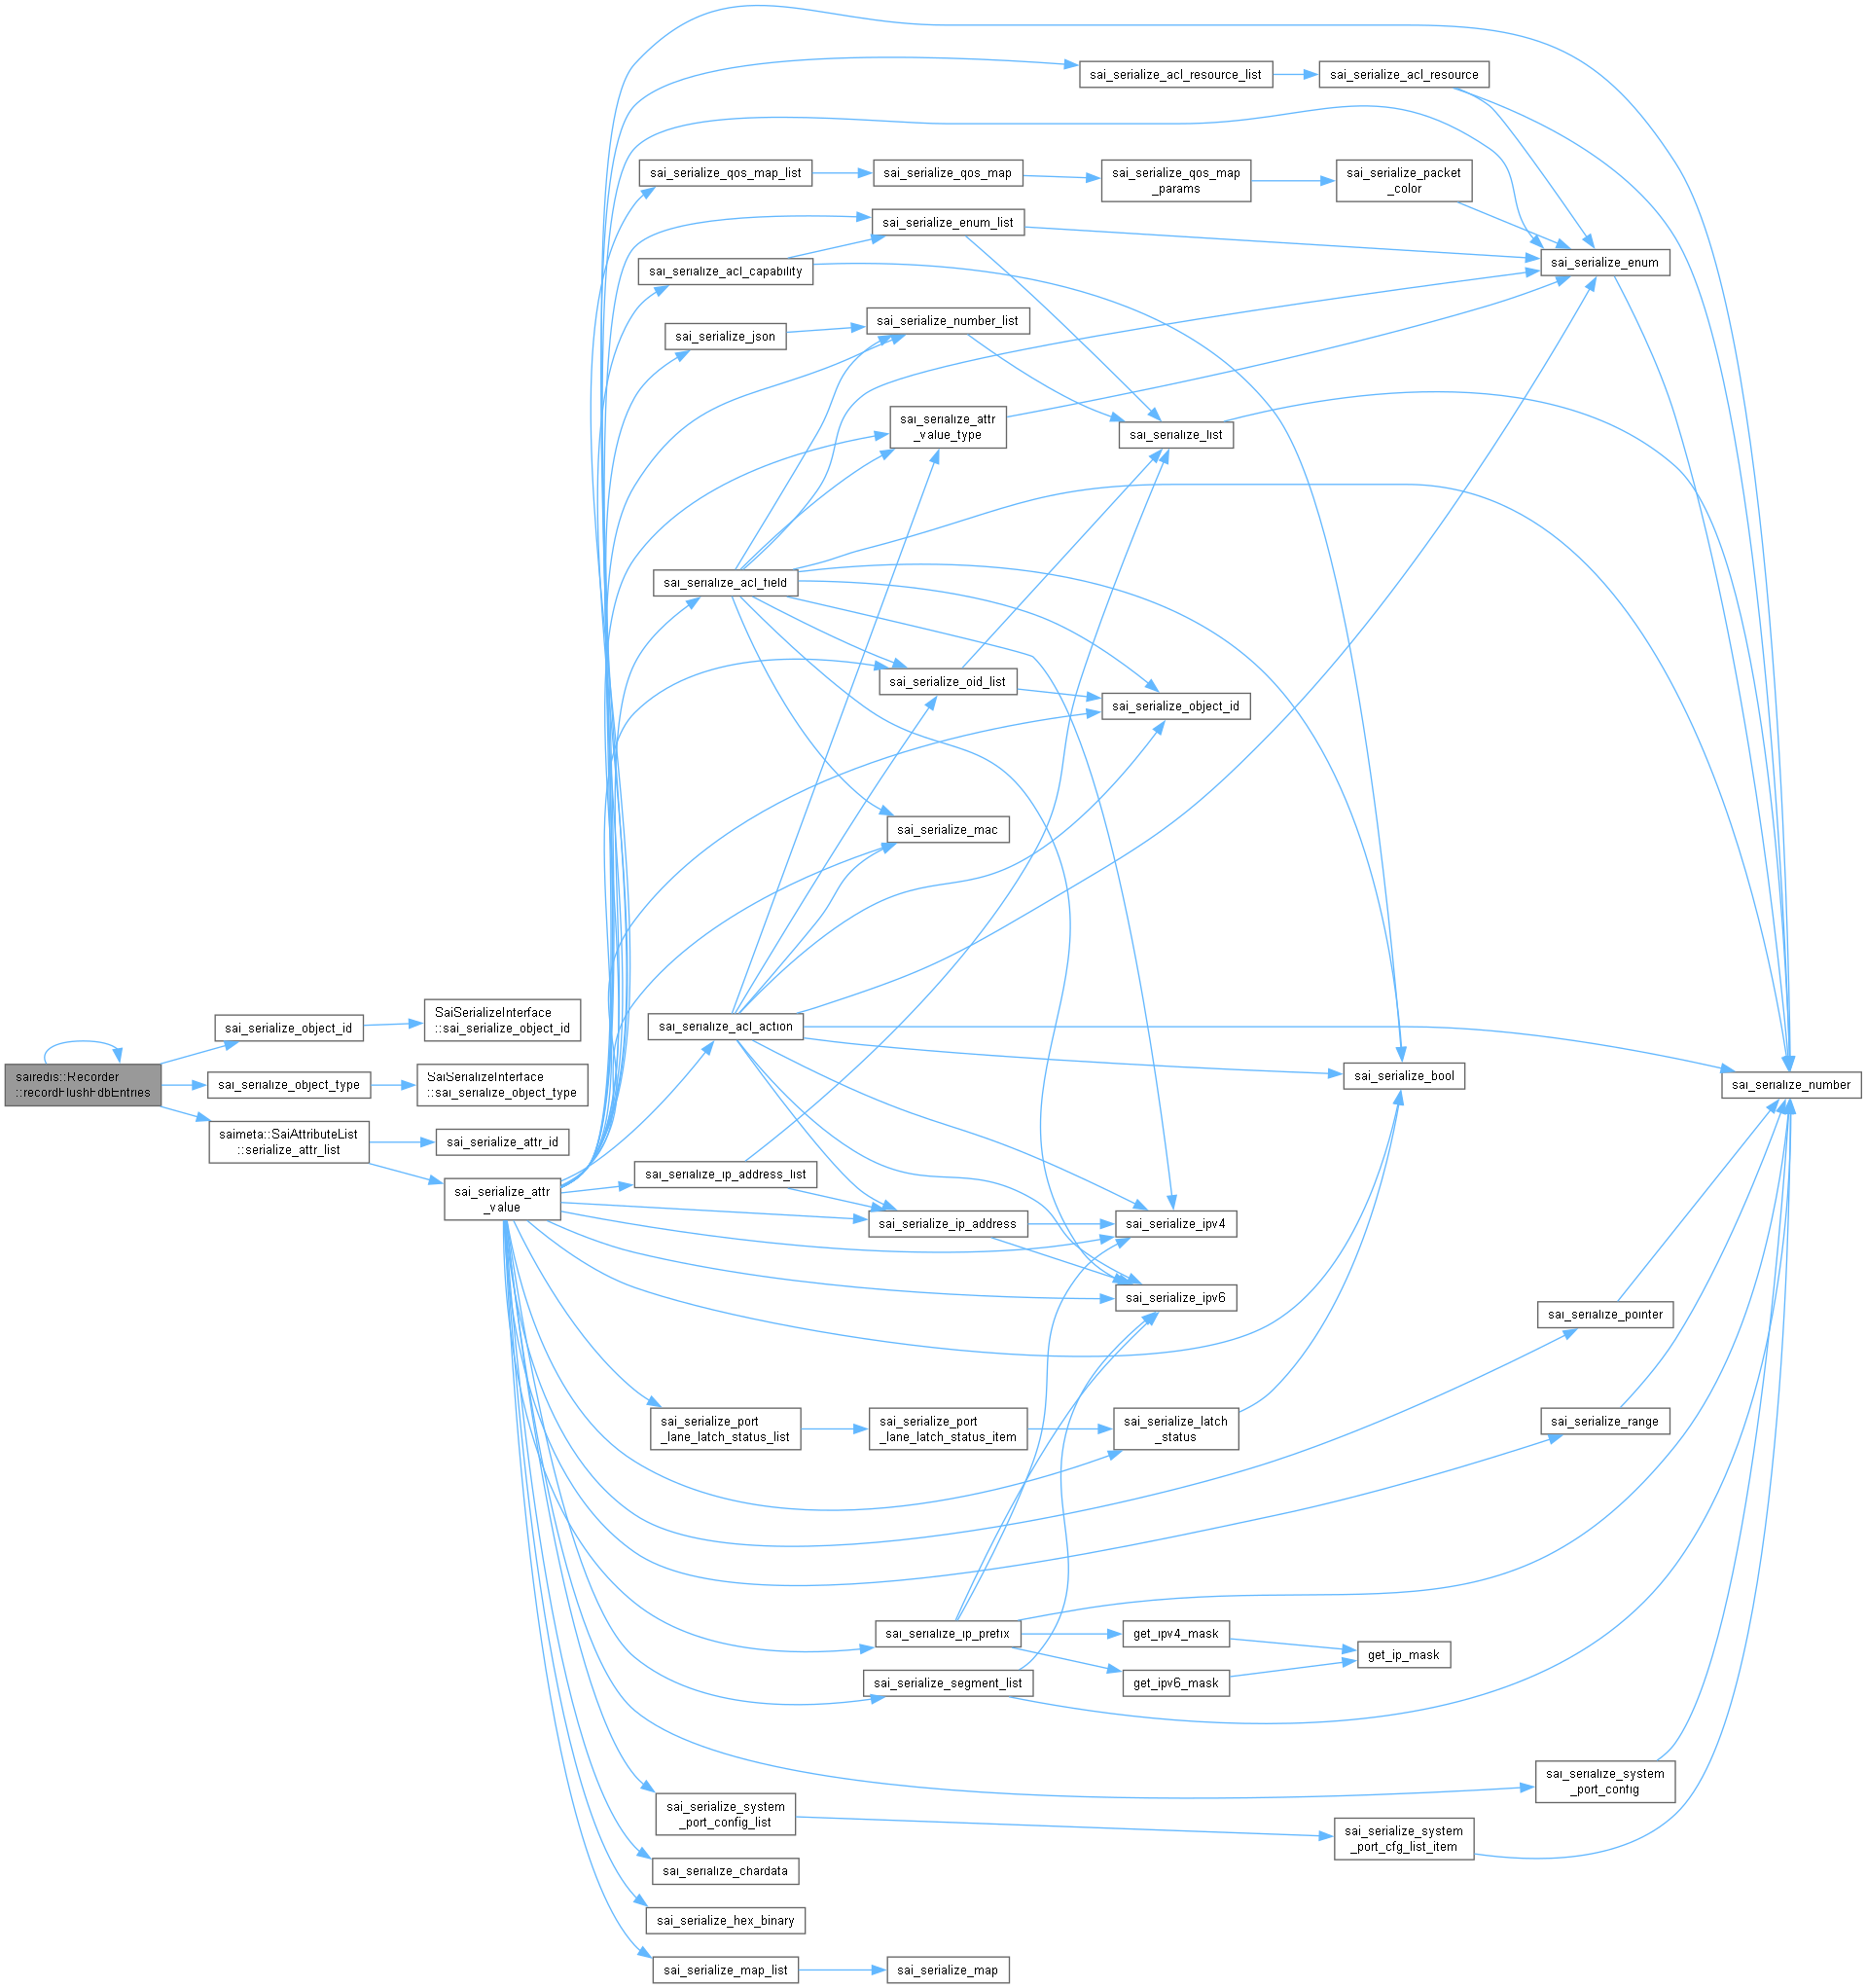 sai_serialize_acl_resource_list
sai_serialize_acl_resource
sai_serialize_qos_map_list
sai_serialize_qos_map
sai_serialize_qos_map
_params
sai_serialize_packet
_color
sai_serialize_enum_list
sai_serialize_enum
sai_serialize_acl_capability
sai_serialize_number_list
sai_serialize_json
sai_serialize_attr
_value_type
sai_serialize_list
sai_serialize_acl_field
sai_serialize_oid_list
sai_serialize_object_id
sai_serialize_mac
SaiSerializeInterface
::sai_serialize_object_id
sai_serialize_object_id
sai_serialize_acl_action
sairedis::Recorder
::recordFlushFdbEntries
sai_serialize_object_type
SaiSerializeInterface
::sai_serialize_object_type
sai_serialize_bool
sai_serialize_number
saimeta::SaiAttributeList
::serialize_attr_list
sai_serialize_attr_id
sai_serialize_attr
_value
sai_serialize_ip_address_list
sai_serialize_ip_address
sai_serialize_ipv4
sai_serialize_ipv6
sai_serialize_pointer
sai_serialize_port
_lane_latch_status_list
sai_serialize_port
_lane_latch_status_item
sai_serialize_latch
_status
sai_serialize_range
sai_serialize_ip_prefix
get_ipv4_mask
get_ip_mask
sai_serialize_segment_list
get_ipv6_mask
sai_serialize_system
_port_config
sai_serialize_system
_port_config_list
sai_serialize_system
_port_cfg_list_item
sai_serialize_chardata
sai_serialize_hex_binary
sai_serialize_map_list
sai_serialize_map